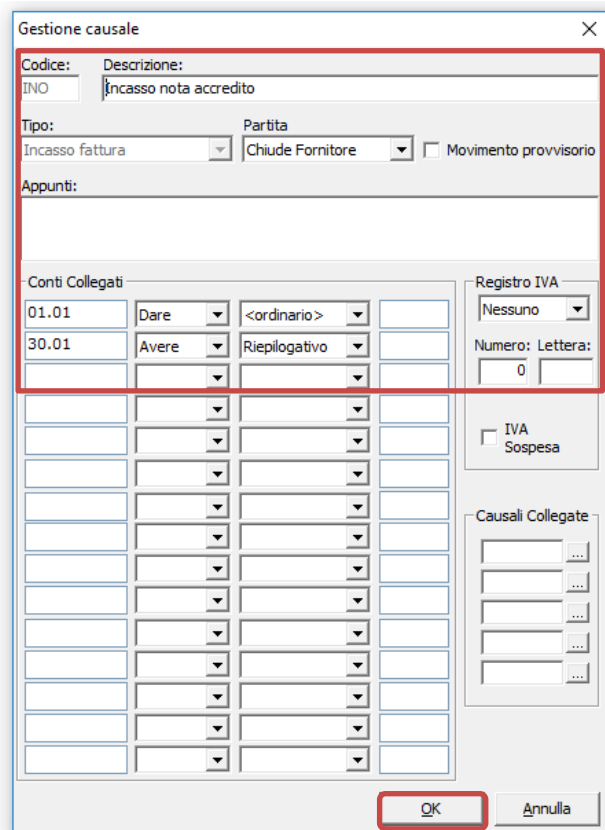 Gestione causale
Codice: Descrizione:
INO Incasso nota accredito
Tipo: Partita
Incasso fattura Chiude Fornitore Movimento provvisorio
Appunti:
Conti Collegati Registro IVA
01.01 Dare <ordinario> Nessuno
30.01 Avere Riepilogativo Numero: Lettera:
0
IVA
Sospesa
Causali Collegate
...
...
...
...
...
OK Annulla